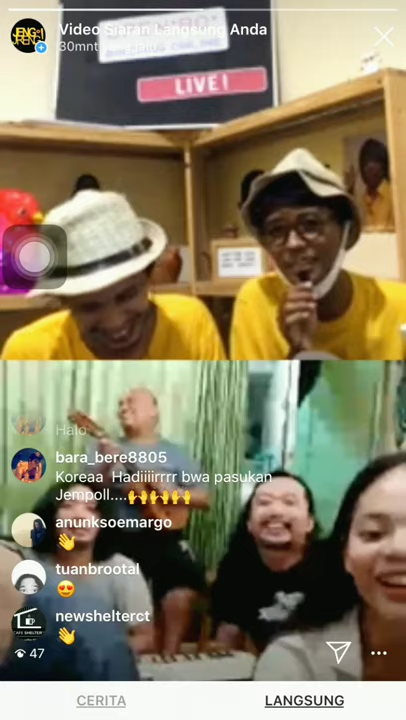 Video Siaran Langsung Anda
30mnt
LIVE!
Halo
bara_bere8805
Koreaa Hadiiiirrrr bwa pasukan
Jempoll....🙌🙌🙌🙌
anunksoemargo
👋
tuanbrootal
😍
newshelterct
👋
47
CERITA
LANGSUNG